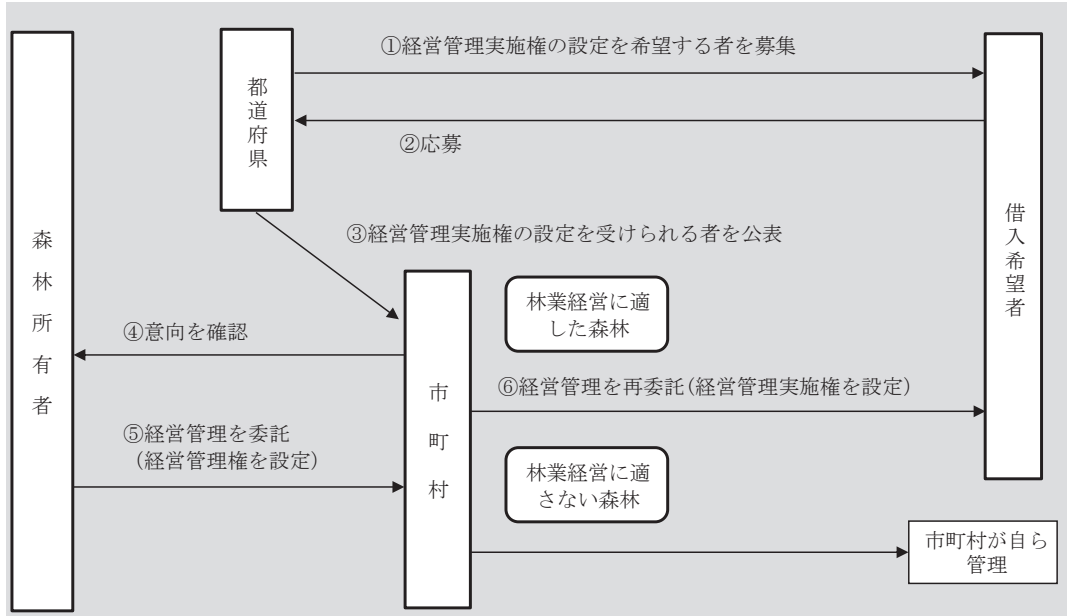 ①経営管理実施権の設定を希望する者を募集
都道府県
②応募
③経営管理実施権の設定を受けられる者を公表
森林所有者
借入希望者
林業経営に適
した森林
④意向を確認
市町村
⑥経営管理を再委託(経営管理実施権を設定)
⑤経営管理を委託
(経営管理権を設定)
林業経営に適
さない森林
市町村が自ら
管理